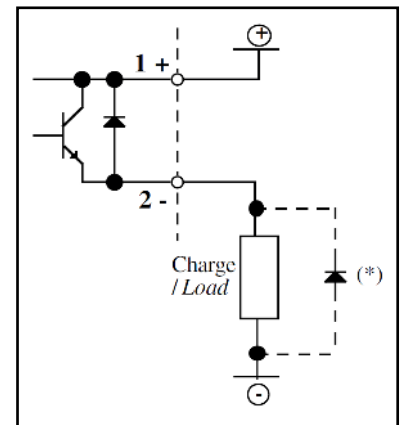 +
1 +
2 -
Charge
/ Load
(*)
-